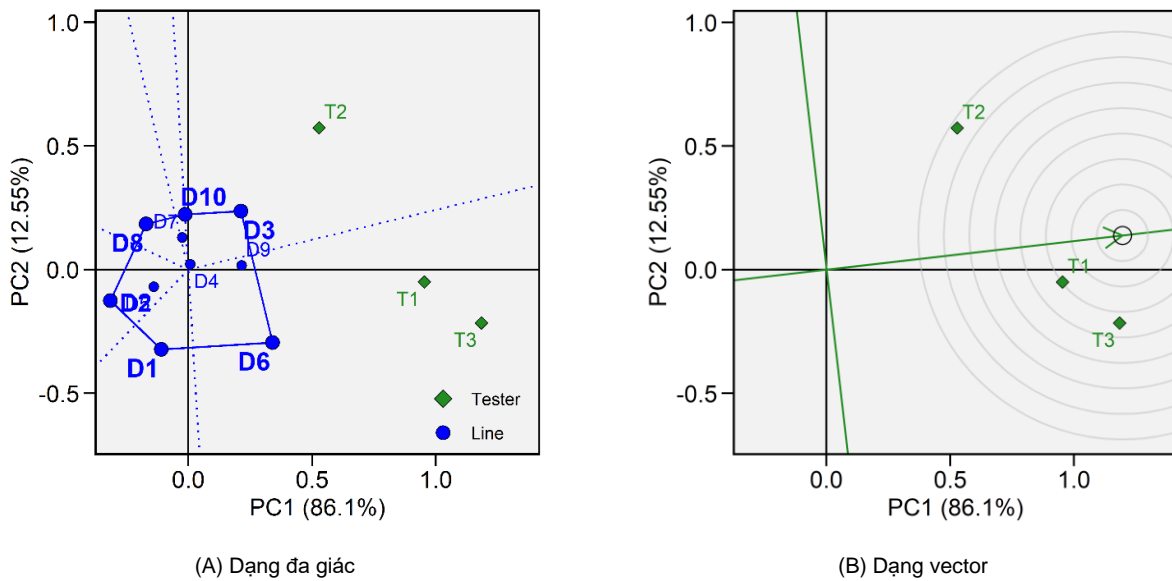 1.0
0.5
0.0
-0.5
PC2 (12.55%)
T2
D10
D7
D3
D8
D9
D4
T1
D2
T3
D1
D6
Tester
Line
0.0 0.5 1.0
PC1 (86.1%)
(A) Dạng đa giác
1.0
0.5
0.0
-0.5
PC2 (12.55%)
T2
T1
T3
0.0 0.5 1.0
PC1 (86.1%)
(B) Dạng vector